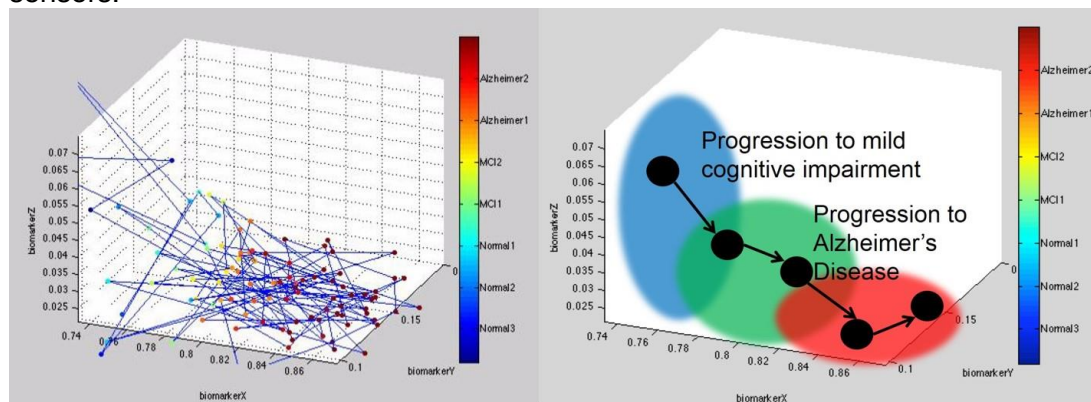 sensors.
Alzheimer2
Alzheimer1
MCI2
MCI1
Normal1
Normal2
Normal3
0.07
0.065
0.06
0.055
0.05
0.045
0.04
0.035
0.03
0.025
biomarkerZ
0.74
0.76
0.78
0.8
0.82
0.84
0.86
biomarkerX
0.1
0.15
biomarkerY
Progression to mild
cognitive impairment
Progression to
Alzheimer's
Disease
Alzheimer2
Alzheimer1
MCI2
MCI1
Normal1
Normal2
Normal3
0.07
0.065
0.06
0.055
0.05
0.045
0.04
0.035
0.03
0.025
biomarkerZ
0.74
0.76
0.78
0.8
0.82
0.84
0.86
biomarkerX
0.1
0.15
biomarkerY